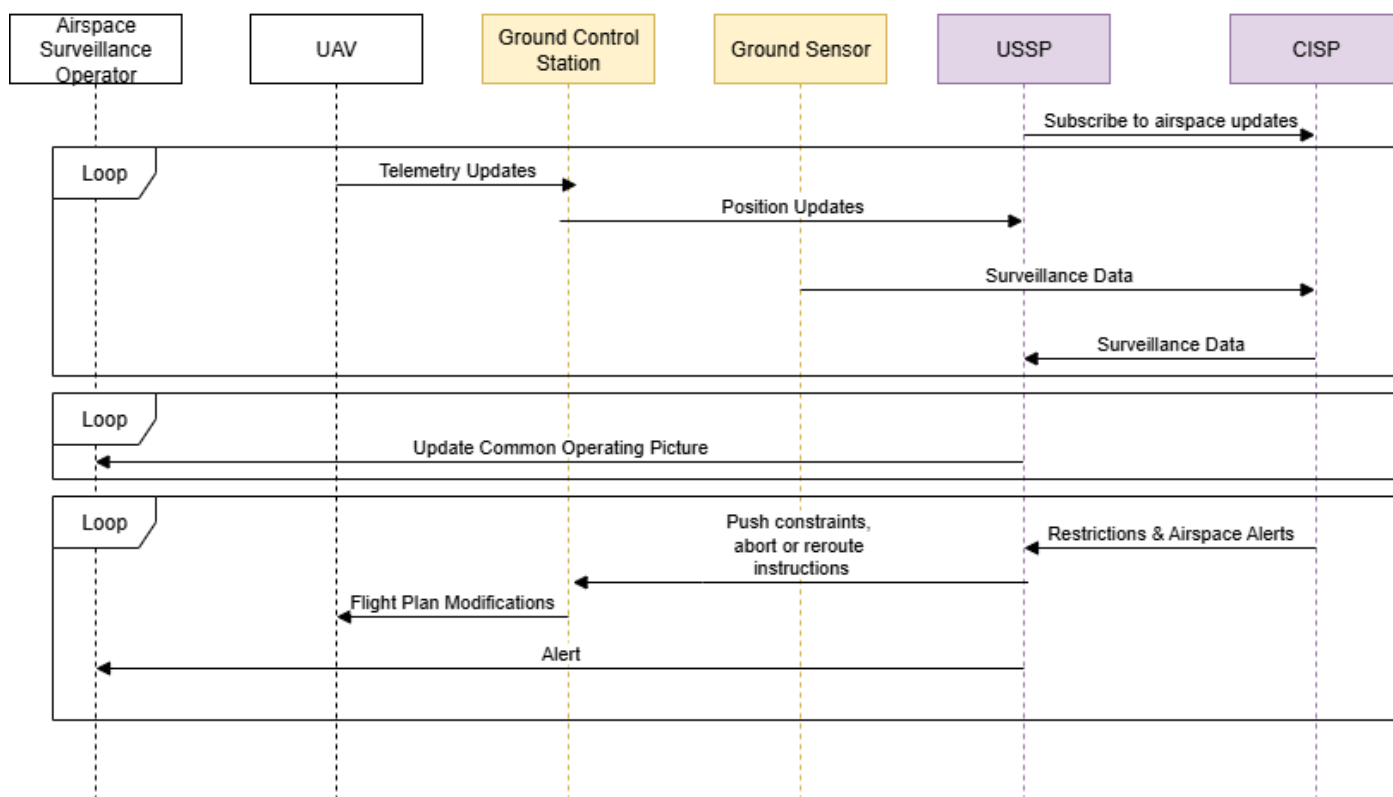 Airspace
Surveillance
Operator
UAV
Ground Control
Station
Ground Sensor
USSP
CISP
Subscribe to airspace updates
Loop
Telemetry Updates
Position Updates
Surveillance Data
Surveillance Data
Loop
Update Common Operating Picture
Loop
Push constraints,
abort or reroute
instructions
Restrictions & Airspace Alerts
Flight Plan Modifications
Alert